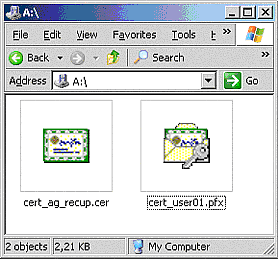 A:\
File Edit View Favorites Tools
Back Search
Address A:\ Go
cert_ag_recup.cer cert_user01.pfx
2 objects 2,21 KB My Computer